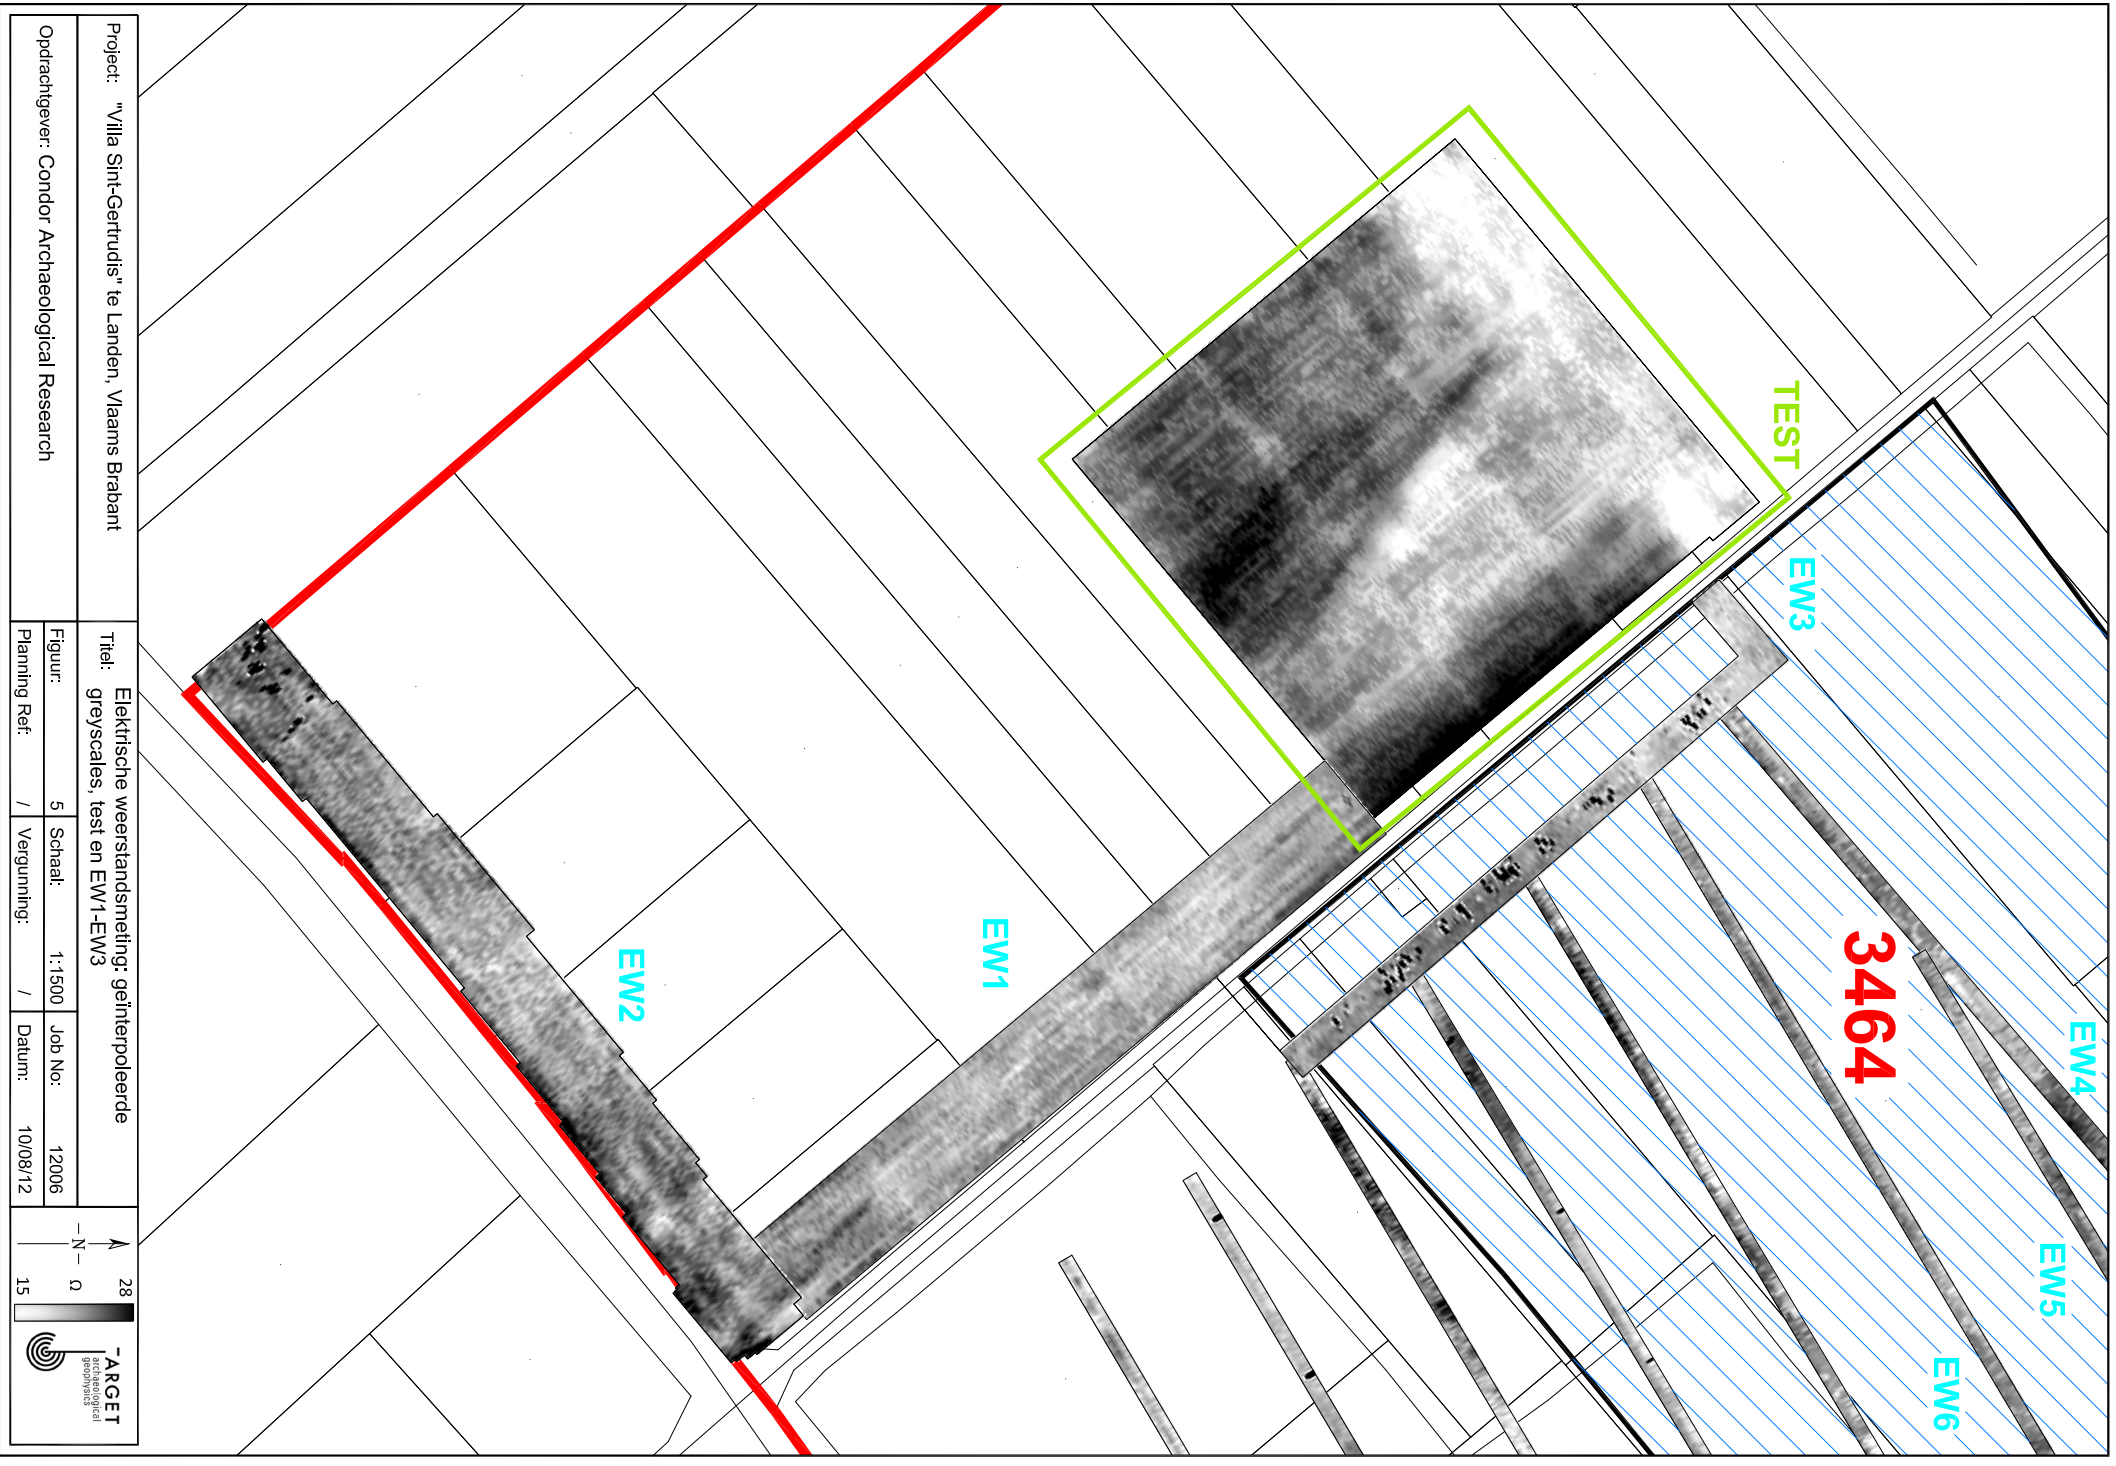 TEST
EW3
3464
EW4
EW1
EW2
EW5
EW6
Project: "Villa Sint-Gertrudis" te Landen, Vlaams Brabant
Opdrachtgever: Condor Archaeological Research
Titel: Elektrische weerstandsmeting: geïnterpoleerde
greyscales, test en EW1-EW3
Figuur: 5 Schaal: 1:1500 Job No: 12006
Planning Ref: / Vergunning: / Datum: 10/08/12
–N–
28
Ω
15
TARGET
archaeological
geophysics